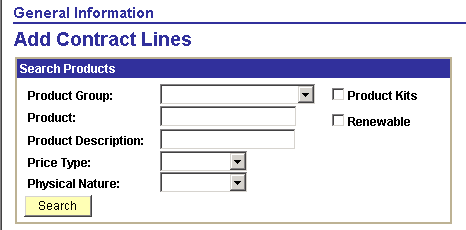 General Information
Add Contract Lines
Search Products
Product Group:
Product Kits
Product:
Renewable
Product Description:
Price Type:
Physical Nature:
Search